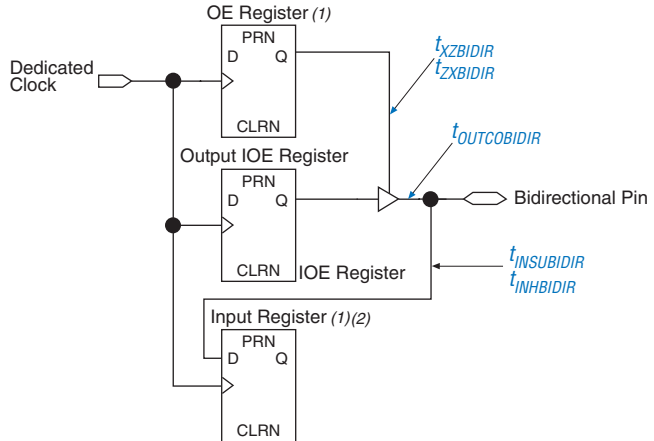 OE Register (1)
PRN
D Q
CLRN
Dedicated
Clock
tXZBIDIR
tZXBIDIR
tOUTCOBIDIR
Output IOE Register
PRN
D Q
CLRN
IOE Register
Bidirectional Pin
tINSUBIDIR
tINHBIDIR
Input Register (1)(2)
PRN
D Q
CLRN